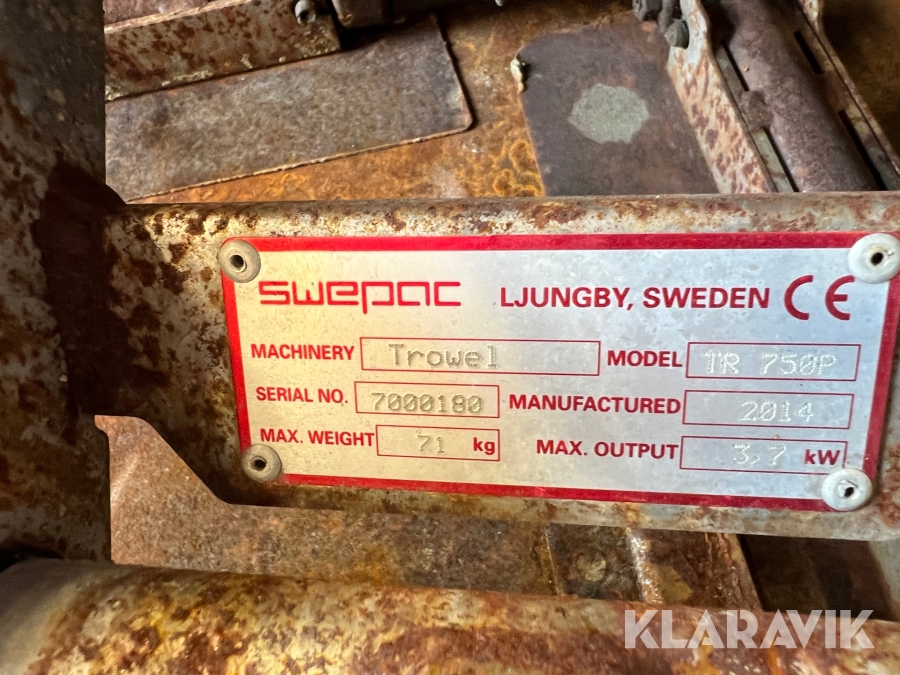 swepac LJUNGBY, SWEDEN CE
MACHINERY Trowel MODEL TR 750P
SERIAL NO. 7000180 MANUFACTURED 2014
MAX. WEIGHT 71 kg MAX. OUTPUT 3,7 kW
KLARAVIK